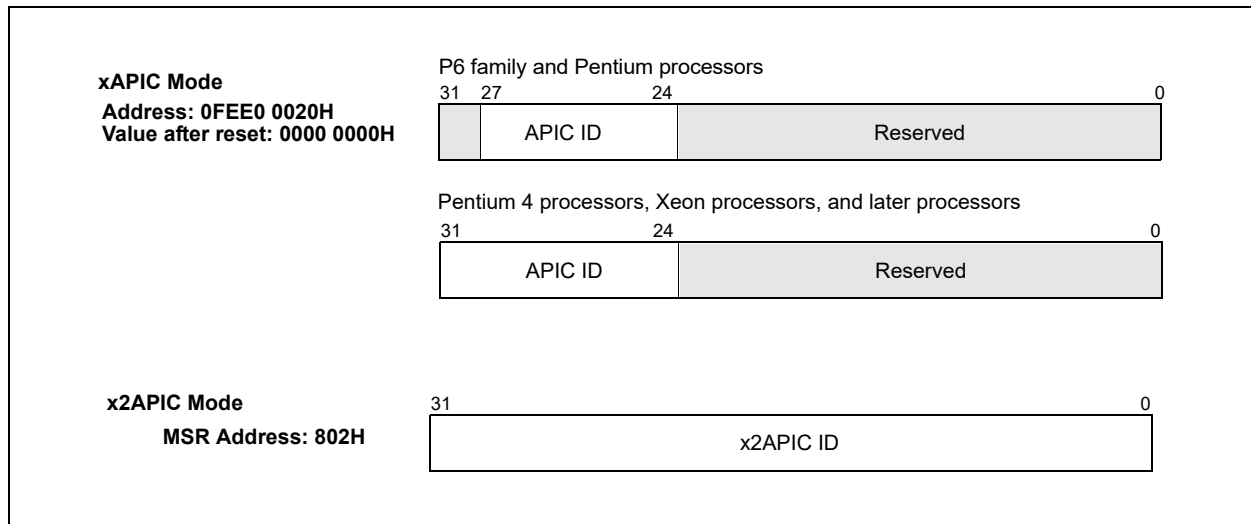 xAPIC Mode
Address: 0FEE0 0020H
Value after reset: 0000 0000H
P6 family and Pentium processors
31 27 24 0
APIC ID Reserved
Pentium 4 processors, Xeon processors, and later processors
31 24 0
APIC ID Reserved
x2APIC Mode
MSR Address: 802H
31 0
x2APIC ID